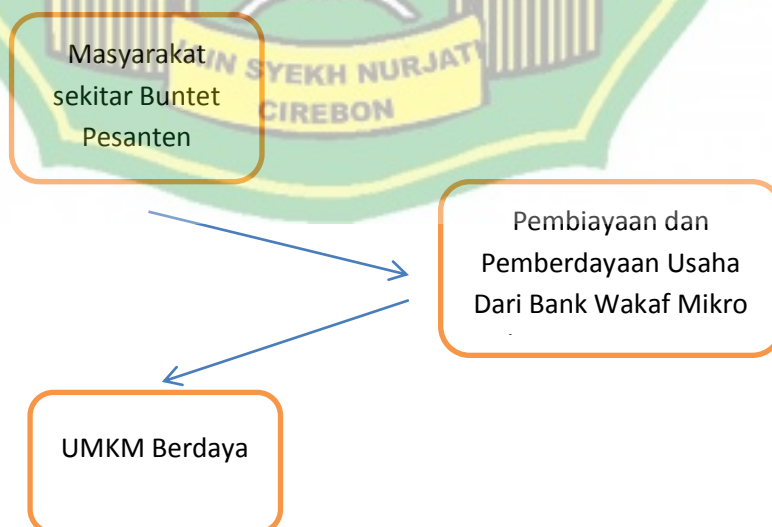 Masyarakat
sekitar Buntet
Pesanten
IAIN SYEKH NURJATI
CIREBON
Pembiayaan dan
Pemberdayaan Usaha
Dari Bank Wakaf Mikro
UMKM Berdaya